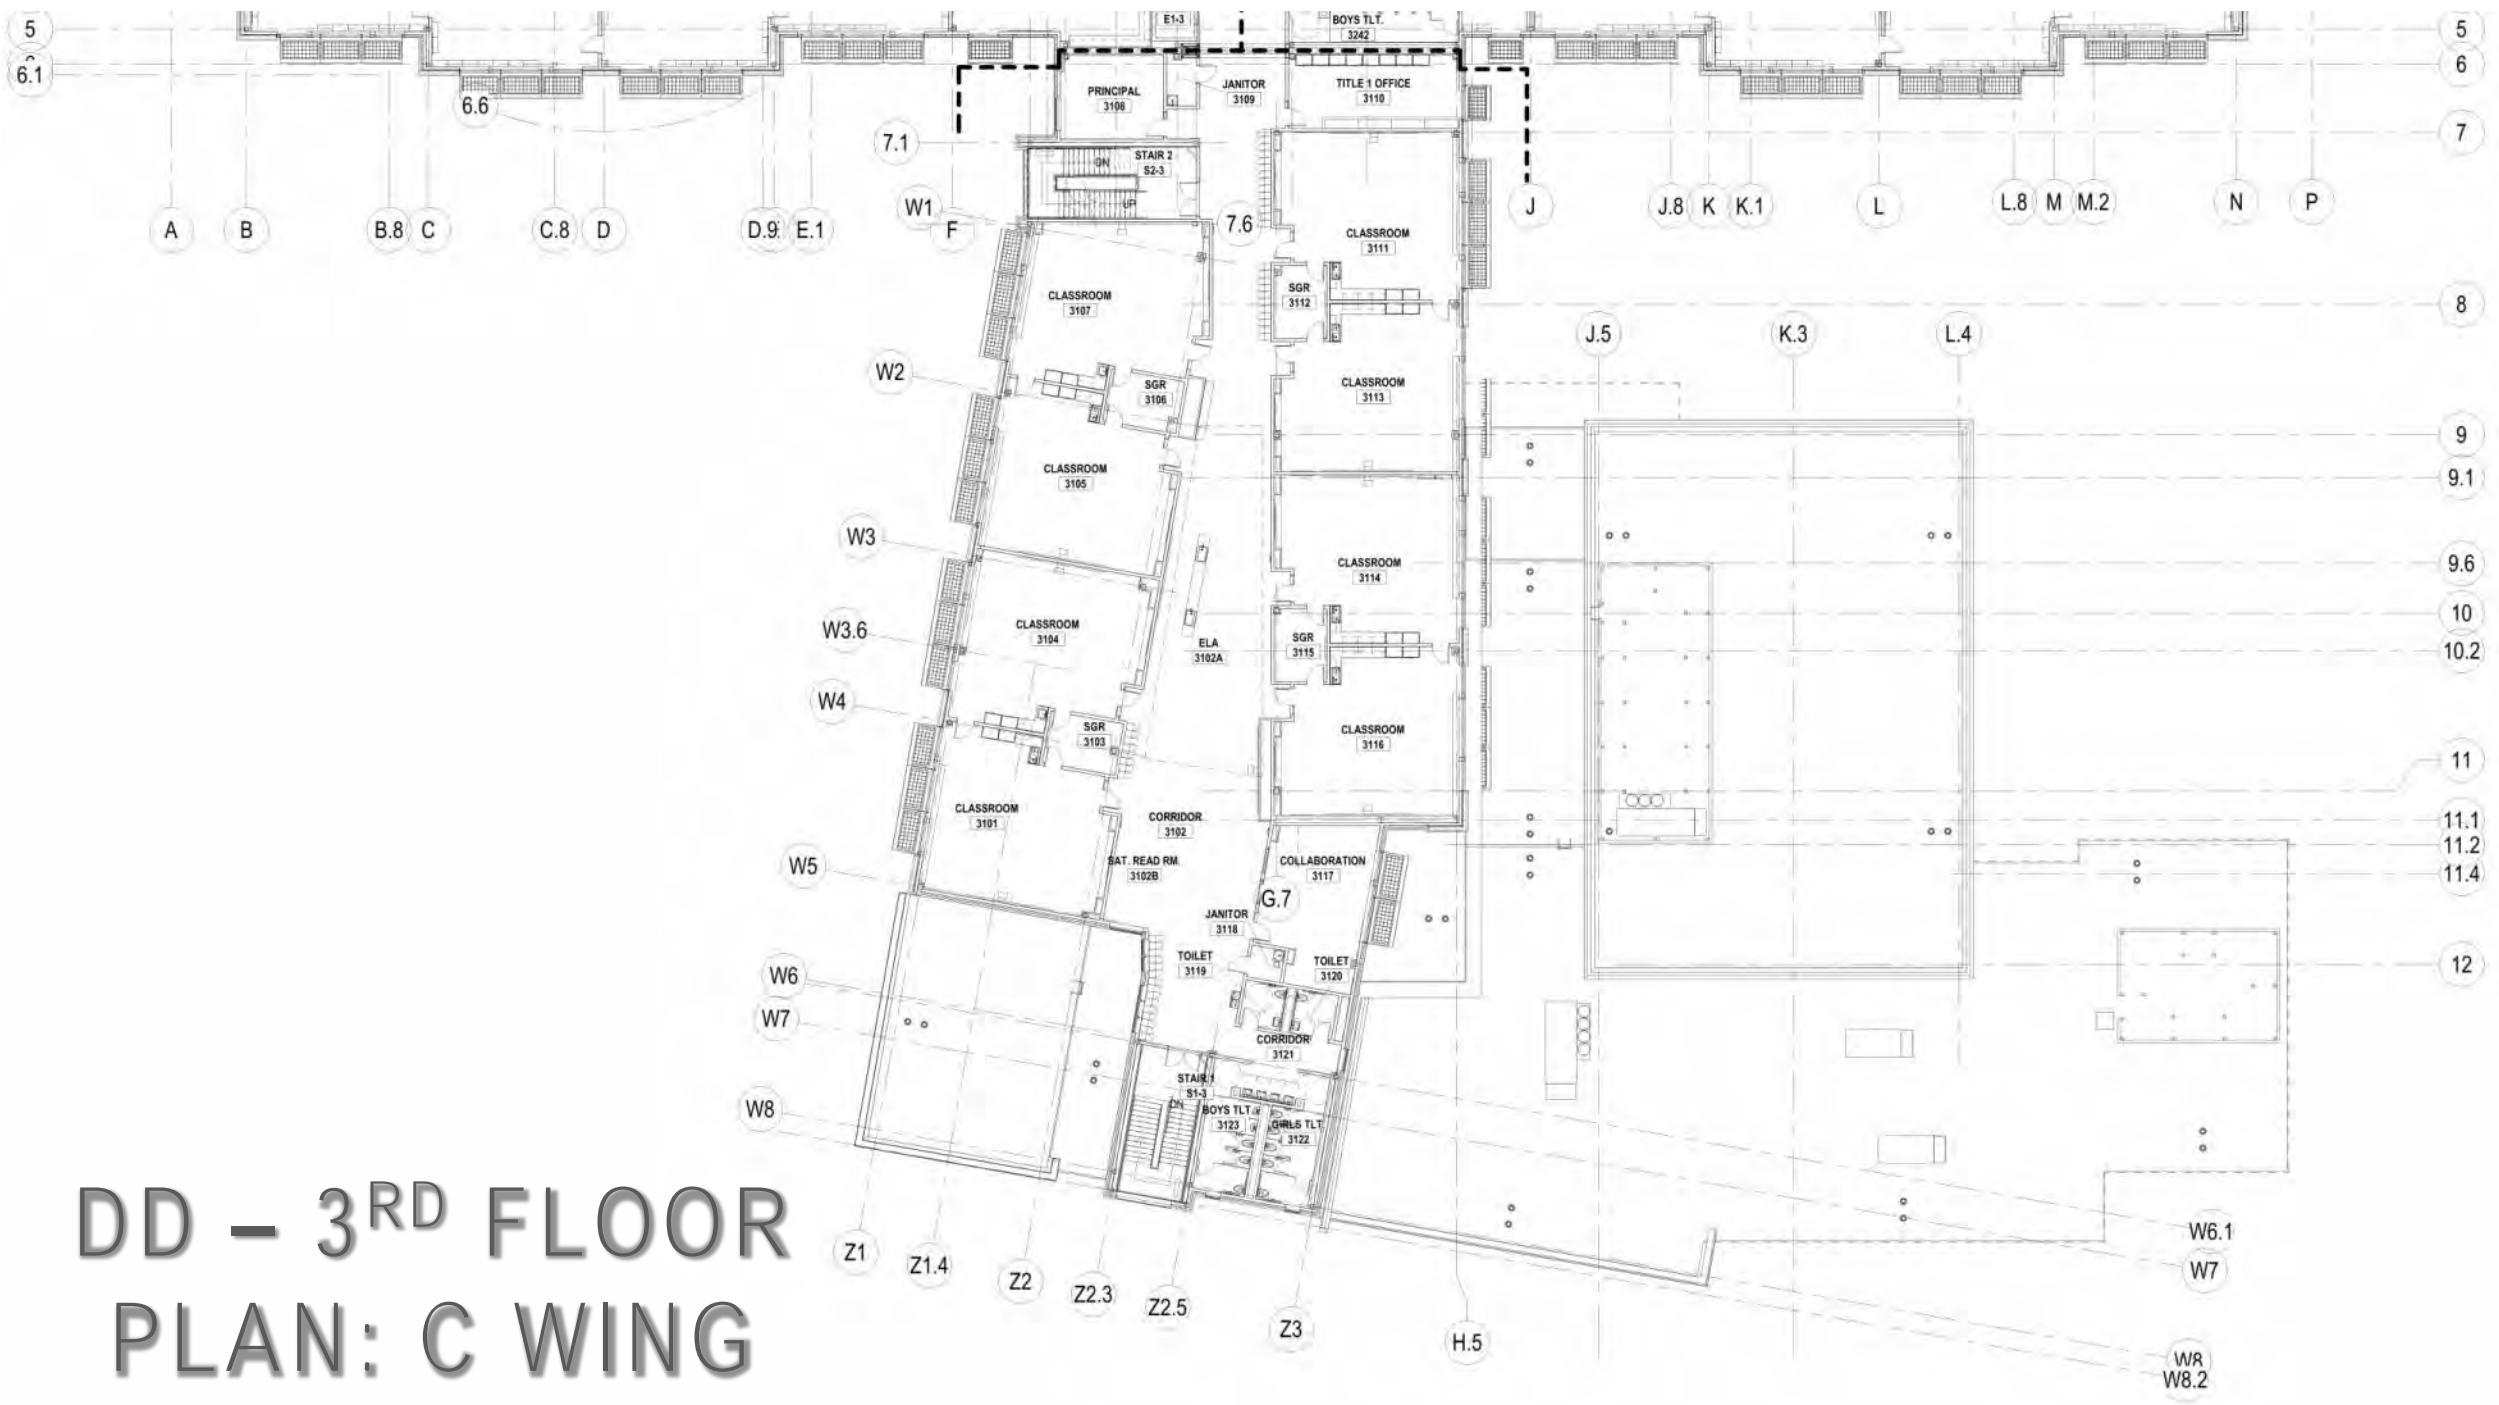 E1-3
BOYS TLT.
3242
5
5
6
6.1
6.6
PRINCIPAL
3108
JANITOR
3109
TITLE 1 OFFICE
3110
7
7.1
STAIR 2
S2-3
DN
UP
A
B
B.8
C
C.8
D
D.9
E.1
W1
F
7.6
J
J.8
K
K.1
L
L.8
M
M.2
N
P
CLASSROOM
3111
CLASSROOM
3107
SGR
3112
8
J.5
K.3
L.4
W2
SGR
3106
CLASSROOM
3113
9
CLASSROOM
3105
9.1
W3
CLASSROOM
3114
9.6
CLASSROOM
3104
10
W3.6
ELA
3102A
SGR
3115
10.2
W4
SGR
3103
CLASSROOM
3116
11
CLASSROOM
3101
CORRIDOR
3102
11.1
11.2
11.4
W5
SAT. READ RM.
3102B
COLLABORATION
3117
G.7
JANITOR
3118
TOILET
3119
TOILET
3120
12
W6
W7
CORRIDOR
3121
STAIR 1
S1-3
DN
W8
BOYS TLT.
3123
GIRLS TLT.
3122
DD – 3RD FLOOR
PLAN: C WING
Z1
Z1.4
Z2
Z2.3
Z2.5
Z3
H.5
W6.1
W7
W8
W8.2